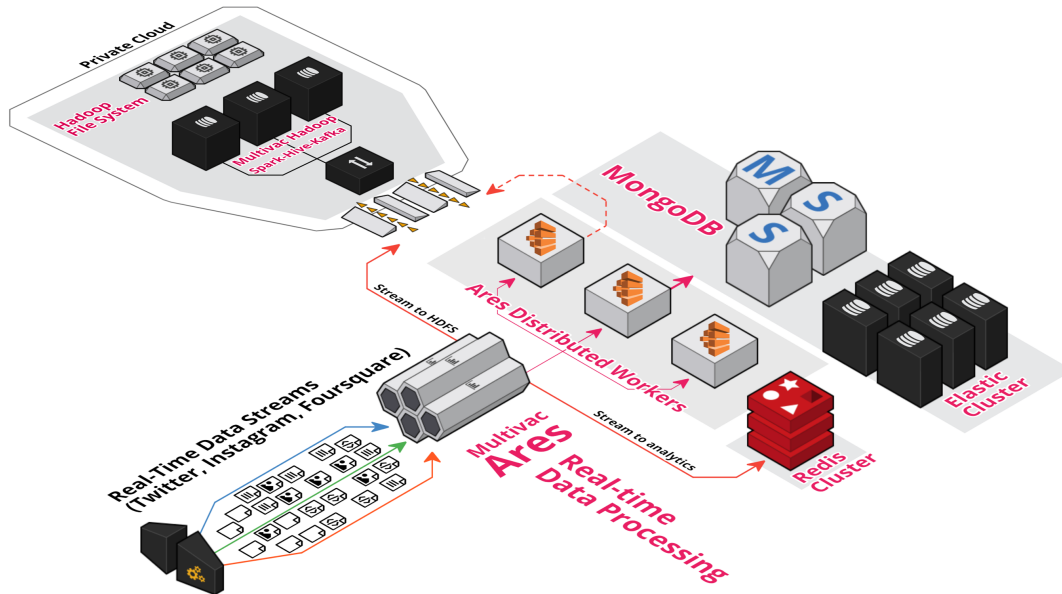 Private Cloud
Hadoop
File System
Multivac Hadoop
Spark-Hive-Kafka
MongoDB
M
S
S
Ares Distributed Workers
Stream to HDFS
Elastic
Cluster
Real-Time Data Streams
(Twitter, Instagram, Foursquare)
Multivac
Ares
Real-time
Data Processing
Stream to analytics
Redis
Cluster